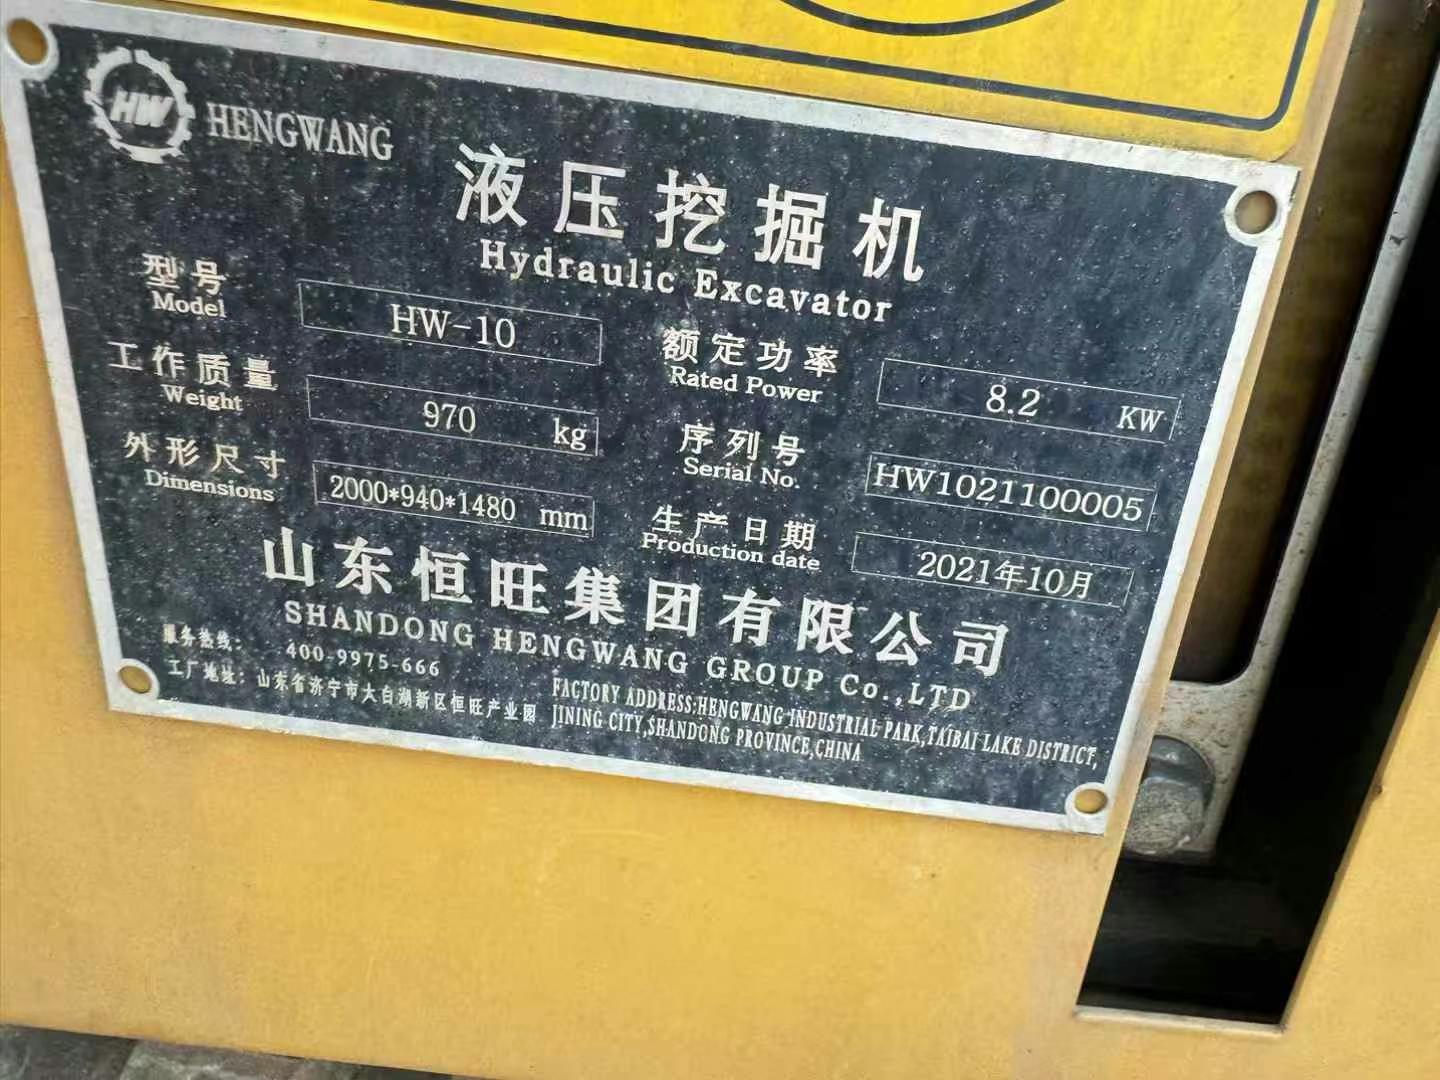 HW HENGWANG
液压挖掘机
Hydraulic Excavator
型号 HW-10
Model
额定功率 8.2 KW
Rated Power
工作质量 970 kg
Weight
序列号 HW1021100005
Serial No.
外形尺寸 2000*940*1480 mm
Dimensions
生产日期 2021年10月
Production date
山东恒旺集团有限公司
SHANDONG HENGWANG GROUP Co.,LTD
服务热线: 400-9975-666
工厂地址: 山东省济宁市太白湖新区恒旺产业园
FACTORY ADDRESS:HENGWANG INDUSTRIAL PARK,TAIBAI LAKE DISTRICT,
JINING CITY,SHANDONG PROVINCE,CHINA